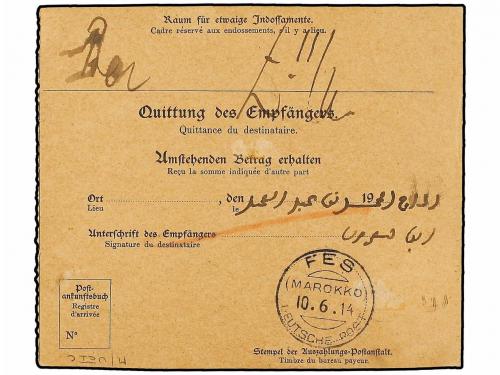 Raum für etwaige Indossamente.
Cadre réservé aux endossements, s'il y a lieu.
Quittung des Empfängers
Quittance du destinataire.
Umstehenden Betrag erhalten
Reçu la somme indiquée d'autre part
Ort , den 19
Lieu le
Unterschrift des Empfängers
Signature du destinataire
Post-
ankunftsbuch
Registre
d'arrivée
N°
FES
(MAROKKO)
10.6.14
DEUTSCHE POST
Stempel der Auszahlungs-Postanstalt.
Timbre du bureau payeur.